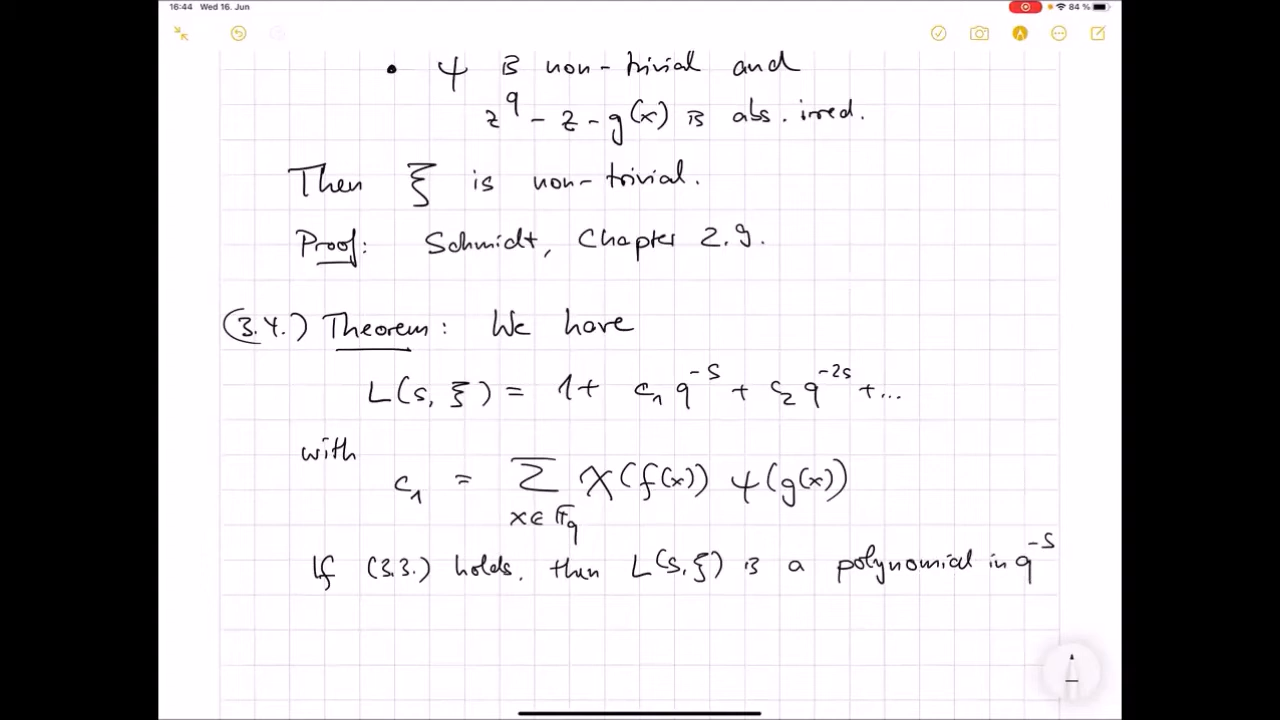 16:44 Wed 16. Jun 84 %
• ψ is non-trivial and
z^q - z - g(x) is abs. irred.
Then ξ is non-trivial.
Proof: Schmidt, Chapter 2.9.
(3.4.) Theorem: We have
L(s, ξ) = 1 + c_1 q^{-s} + c_2 q^{-2s} + ...
with
c_1 = Σ_{x ∈ F_q} χ(f(x)) ψ(g(x))
If (3.3.) holds, then L(s, ξ) is a polynomial in q^{-s}